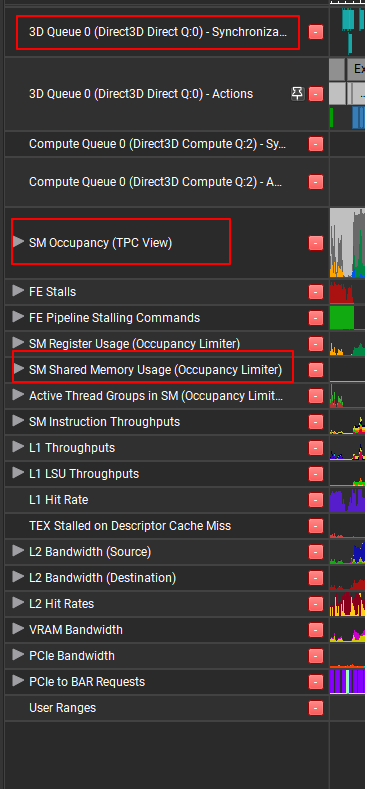 3D Queue 0 (Direct3D Direct Q:0) - Synchroniza...
3D Queue 0 (Direct3D Direct Q:0) - Actions
Ex
...
Compute Queue 0 (Direct3D Compute Q:2) - Sy...
Compute Queue 0 (Direct3D Compute Q:2) - A...
SM Occupancy (TPC View)
FE Stalls
FE Pipeline Stalling Commands
SM Register Usage (Occupancy Limiter)
SM Shared Memory Usage (Occupancy Limiter)
Active Thread Groups in SM (Occupancy Limit...
SM Instruction Throughputs
L1 Throughputs
L1 LSU Throughputs
L1 Hit Rate
TEX Stalled on Descriptor Cache Miss
L2 Bandwidth (Source)
L2 Bandwidth (Destination)
L2 Hit Rates
VRAM Bandwidth
PCIe Bandwidth
PCIe to BAR Requests
User Ranges